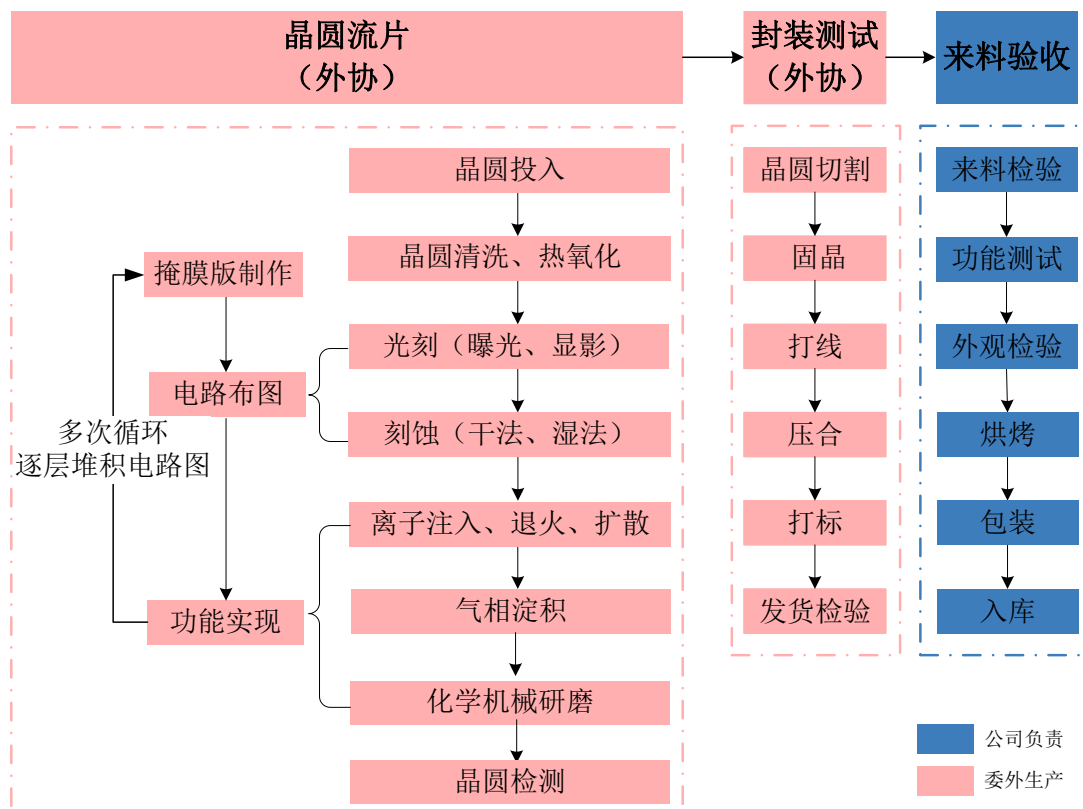 晶圆流片
（外协）
封装测试
（外协）
来料验收
晶圆投入
晶圆清洗、热氧化
光刻（曝光、显影）
刻蚀（干法、湿法）
离子注入、退火、扩散
气相淀积
化学机械研磨
晶圆检测
掩膜版制作
电路布图
功能实现
多次循环
逐层堆积电路图
晶圆切割
固晶
打线
压合
打标
发货检验
来料检验
功能测试
外观检验
烘烤
包装
入库
公司负责
委外生产